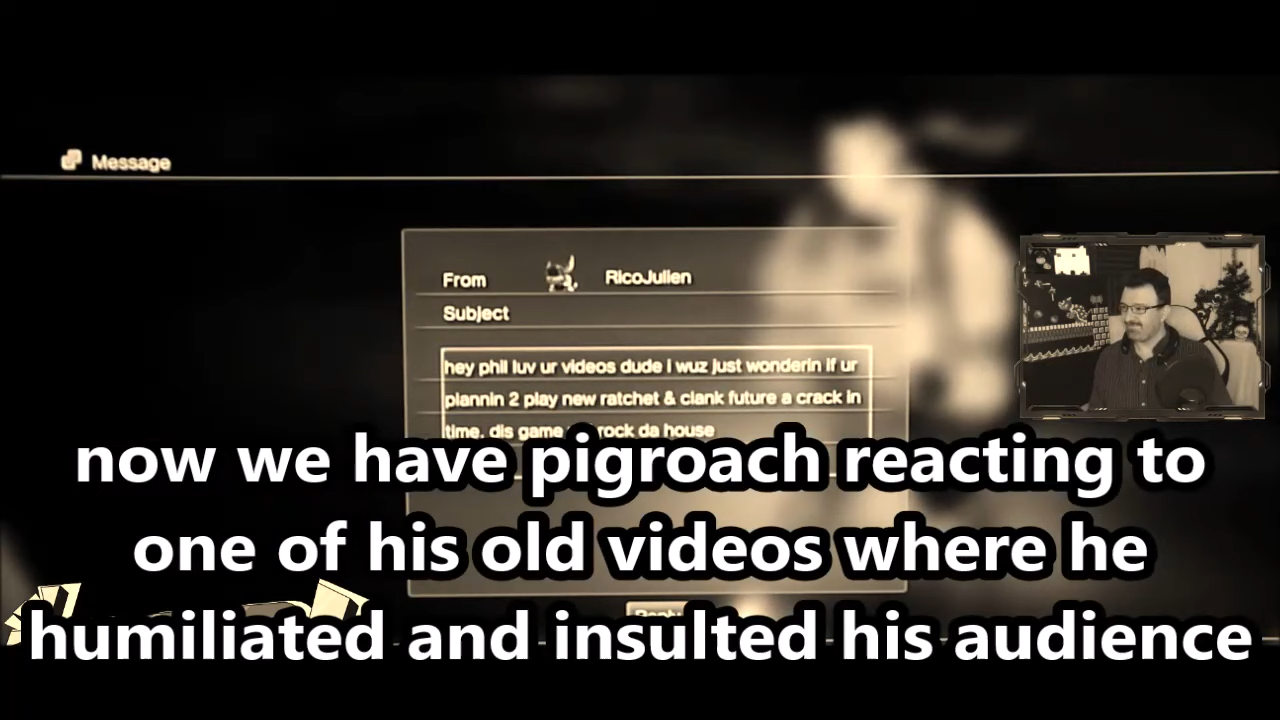 Message
From RicoJulien
Subject
hey phil luv ur videos dude i wuz just wonderin if ur
plannin 2 play new ratchet & clank future a crack in
time. dis game rock da house
now we have pigroach reacting to
one of his old videos where he
humiliated and insulted his audience